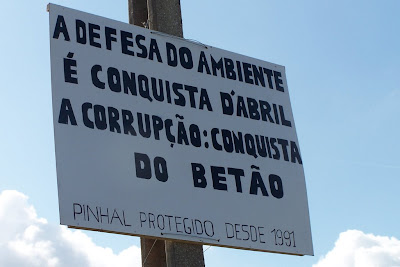 A DEFESA DO AMBIENTE
É CONQUISTA D'ABRIL
A CORRUPÇÃO: CONQUISTA
DO BETÃO
PINHAL PROTEGIDO DESDE 1991